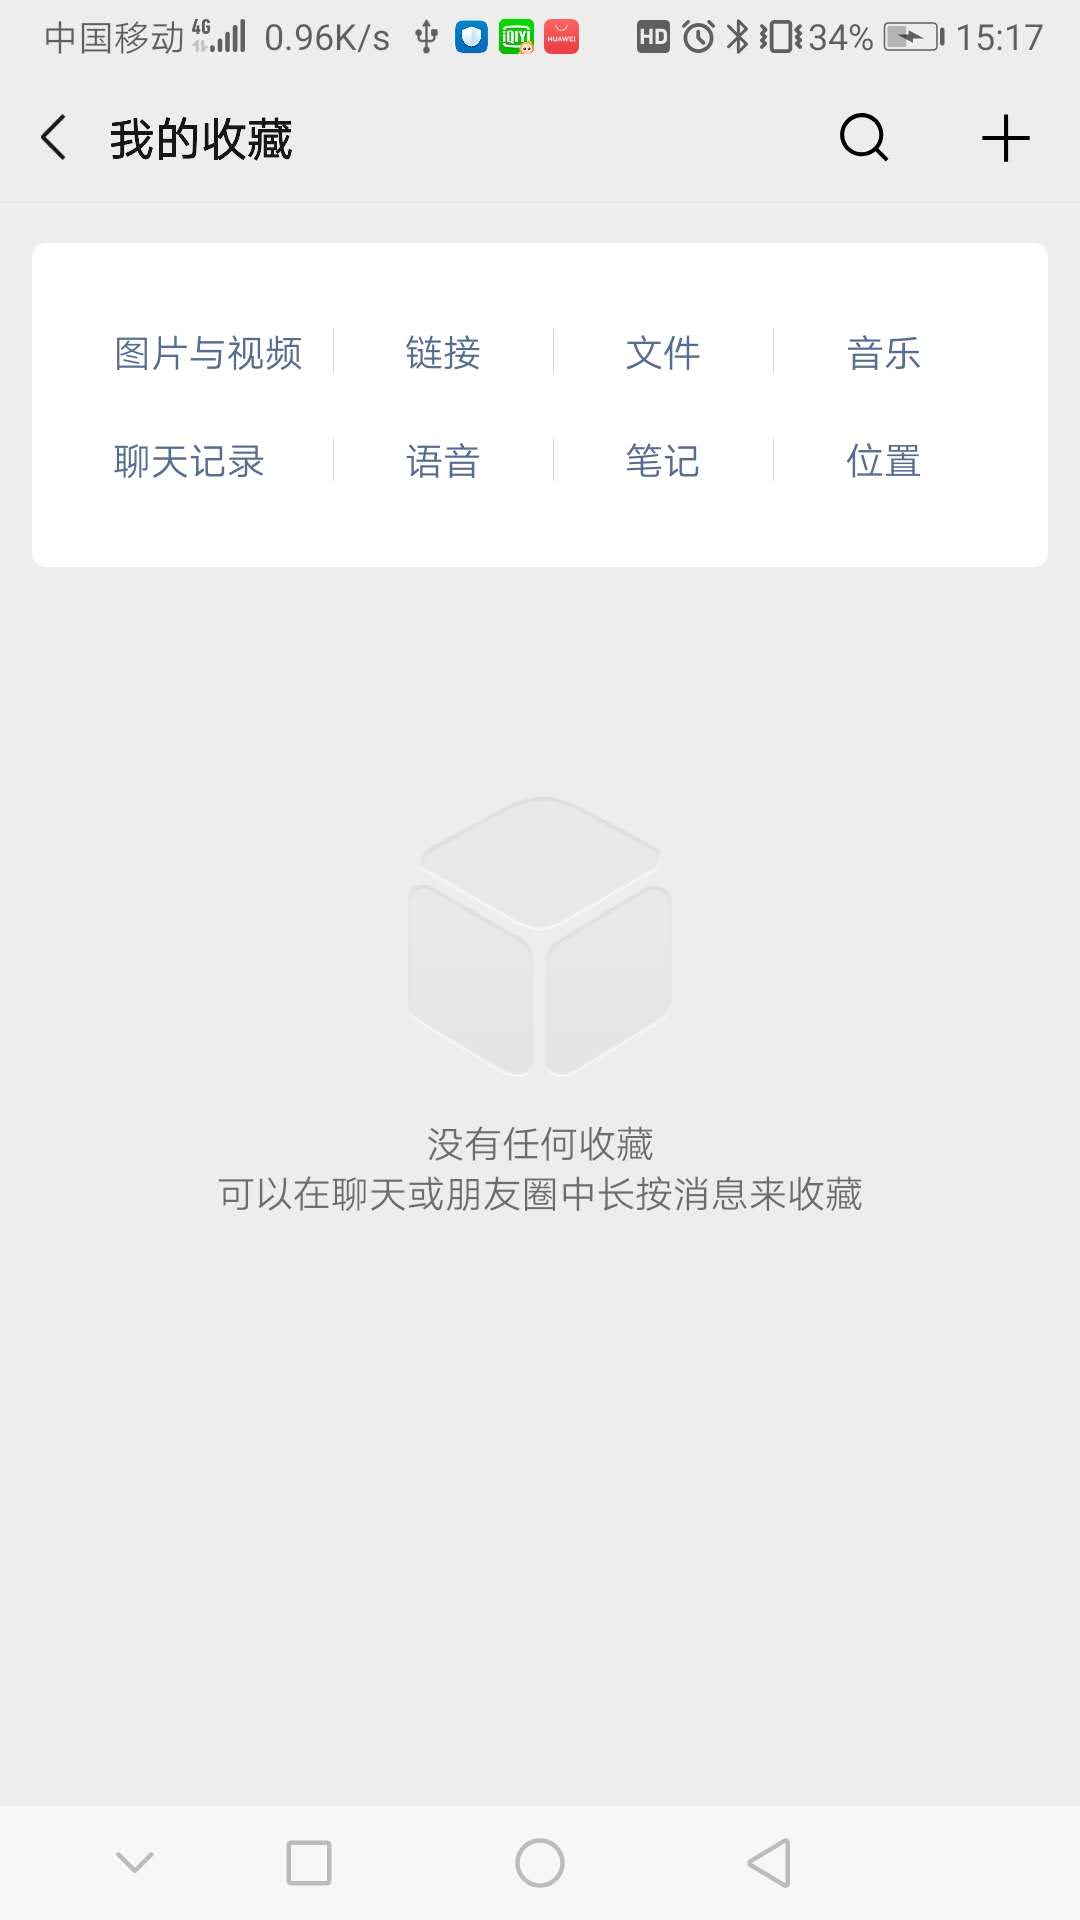 中国移动 4G 0.96K/s iQIYI HUAWEI HD 34% 15:17
我的收藏
图片与视频 链接 文件 音乐
聊天记录 语音 笔记 位置
没有任何收藏
可以在聊天或朋友圈中长按消息来收藏